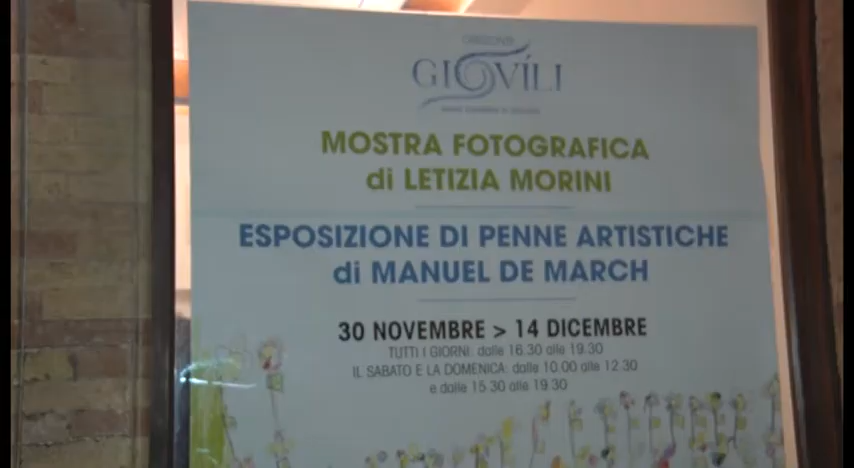 GIOVÍLI
MOSTRA FOTOGRAFICA
di LETIZIA MORINI
ESPOSIZIONE DI PENNE ARTISTICHE
di MANUEL DE MARCH
30 NOVEMBRE > 14 DICEMBRE
TUTTI I GIORNI: dalle 16.30 alle 19.30
IL SABATO E LA DOMENICA: dalle 10.00 alle 12.30
e dalle 15.30 alle 19.30